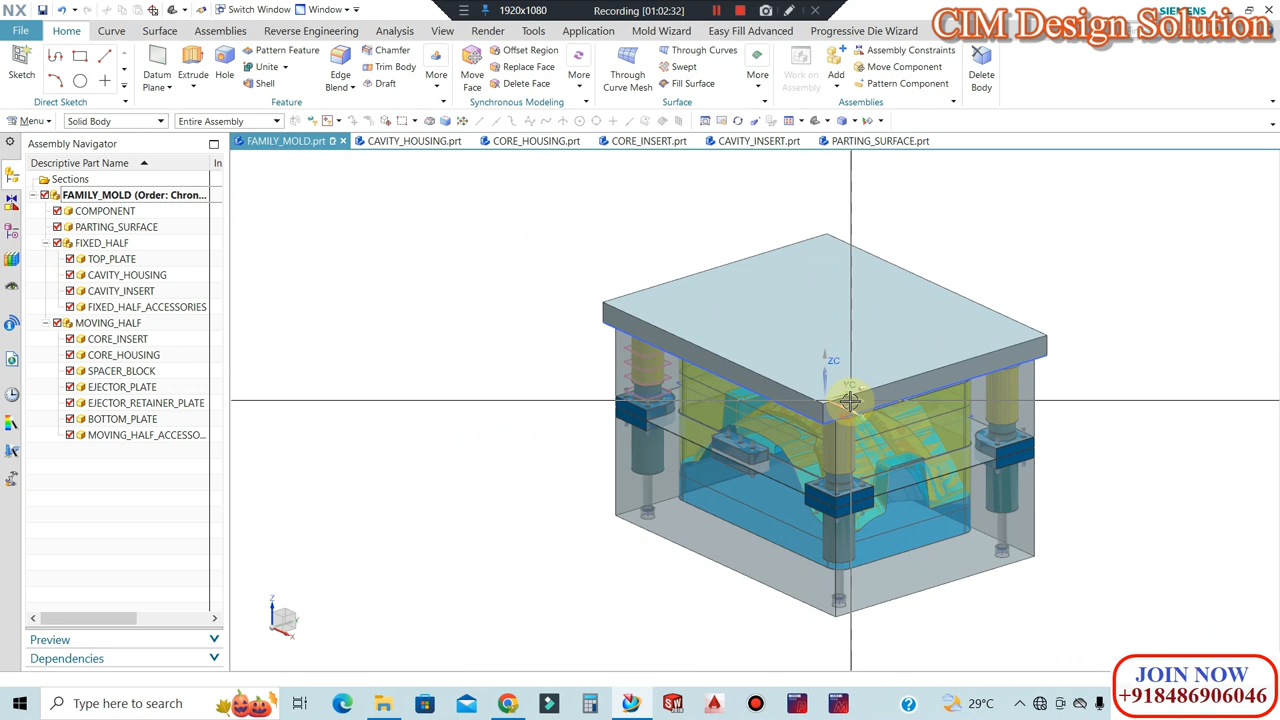 NX
Switch Window
Window
1920x1080
Recording [01:02:32]
SIEMENS
CIM Design Solution
File
Home
Curve
Surface
Assemblies
Reverse Engineering
Analysis
View
Render
Tools
Application
Mold Wizard
Easy Fill Advanced
Progressive Die Wizard
Sketch
Direct Sketch
Datum Plane
Extrude
Hole
Pattern Feature
Unite
Shell
Edge Blend
Chamfer
Trim Body
Draft
More
Feature
Move Face
Offset Region
Replace Face
Delete Face
More
Synchronous Modeling
Through Curve Mesh
Through Curves
Swept
Fill Surface
More
Surface
Work on Assembly
Add
Assembly Constraints
Move Component
Pattern Component
Assemblies
Delete Body
Menu
Solid Body
Entire Assembly
Assembly Navigator
FAMILY_MOLD.prt
CAVITY_HOUSING.prt
CORE_HOUSING.prt
CORE_INSERT.prt
CAVITY_INSERT.prt
PARTING_SURFACE.prt
Descriptive Part Name
In
Sections
FAMILY_MOLD (Order: Chron...
COMPONENT
PARTING_SURFACE
FIXED_HALF
TOP_PLATE
CAVITY_HOUSING
CAVITY_INSERT
FIXED_HALF_ACCESSORIES
MOVING_HALF
CORE_INSERT
CORE_HOUSING
SPACER_BLOCK
EJECTOR_PLATE
EJECTOR_RETAINER_PLATE
BOTTOM_PLATE
MOVING_HALF_ACCESSO...
ZC
YC
Z
X
Preview
Dependencies
JOIN NOW
+918486906046
Type here to search
29°C